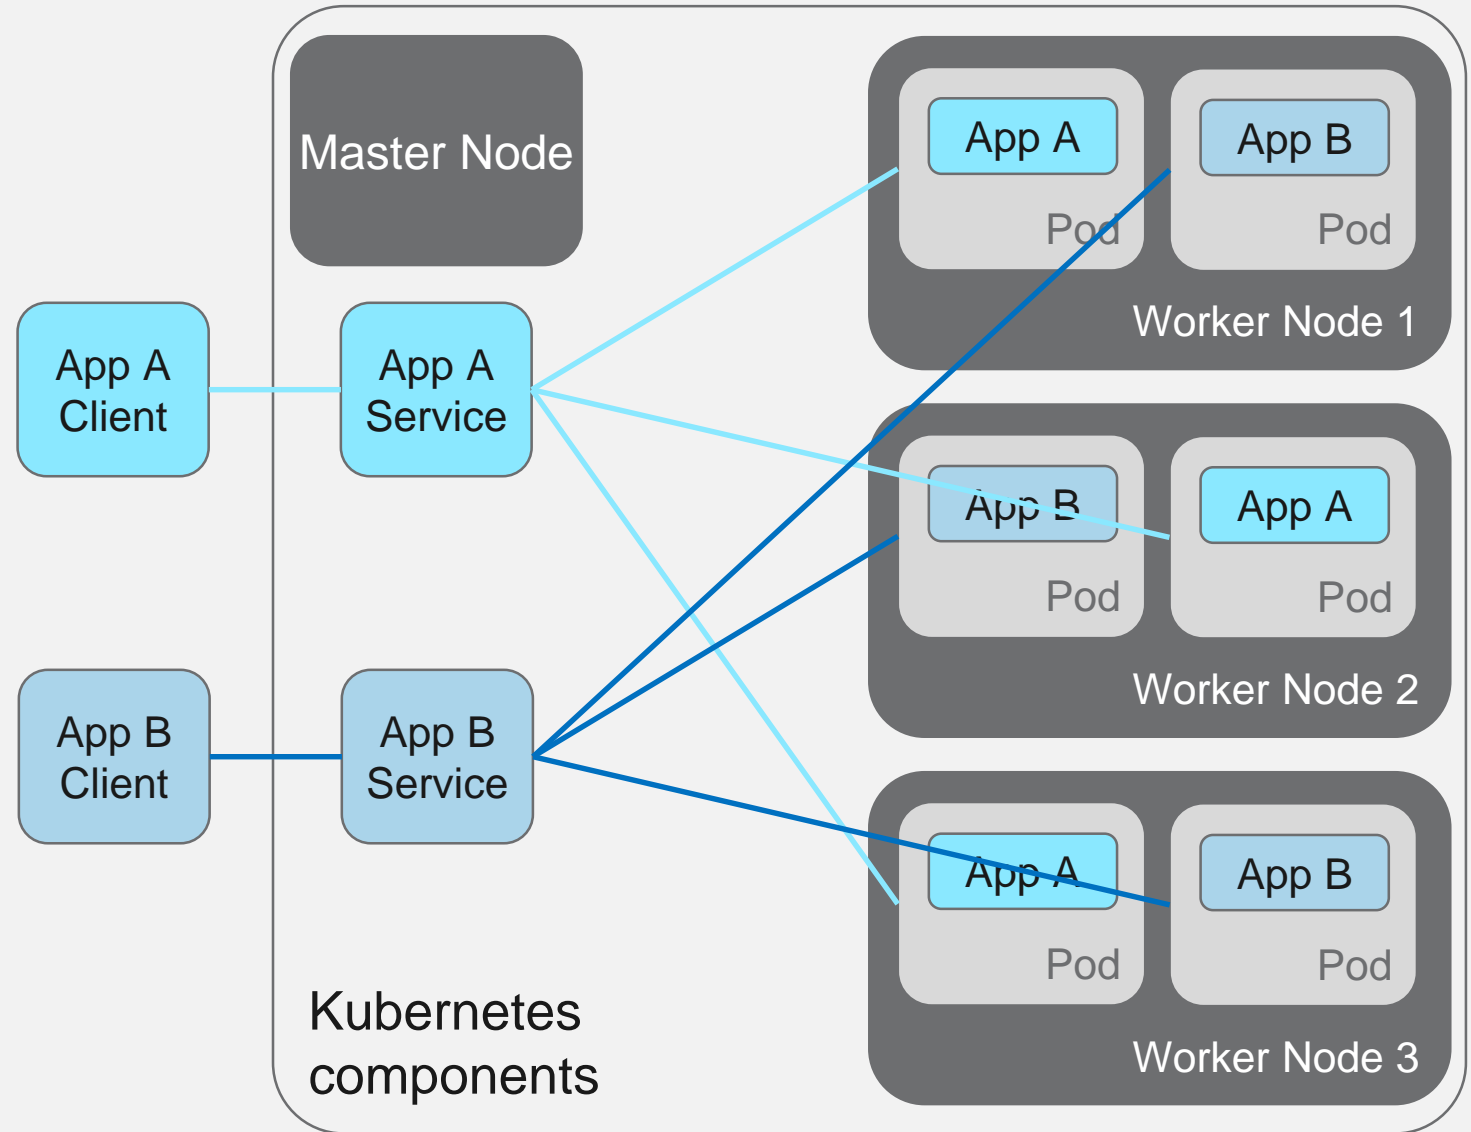 Master Node
App A
Pod
App B
Pod
Worker Node 1
App A
Client
App A
Service
App B
Pod
App A
Pod
Worker Node 2
App B
Client
App B
Service
App A
Pod
App B
Pod
Worker Node 3
Kubernetes
components